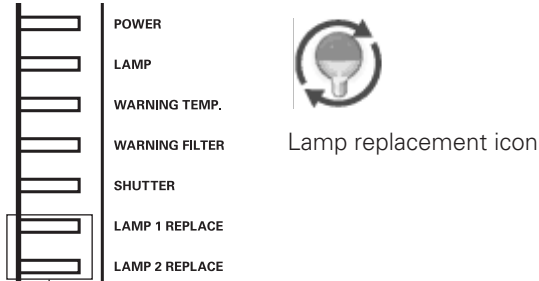 POWER
LAMP
WARNING TEMP.
WARNING FILTER
SHUTTER
LAMP 1 REPLACE
LAMP 2 REPLACE
Lamp replacement icon